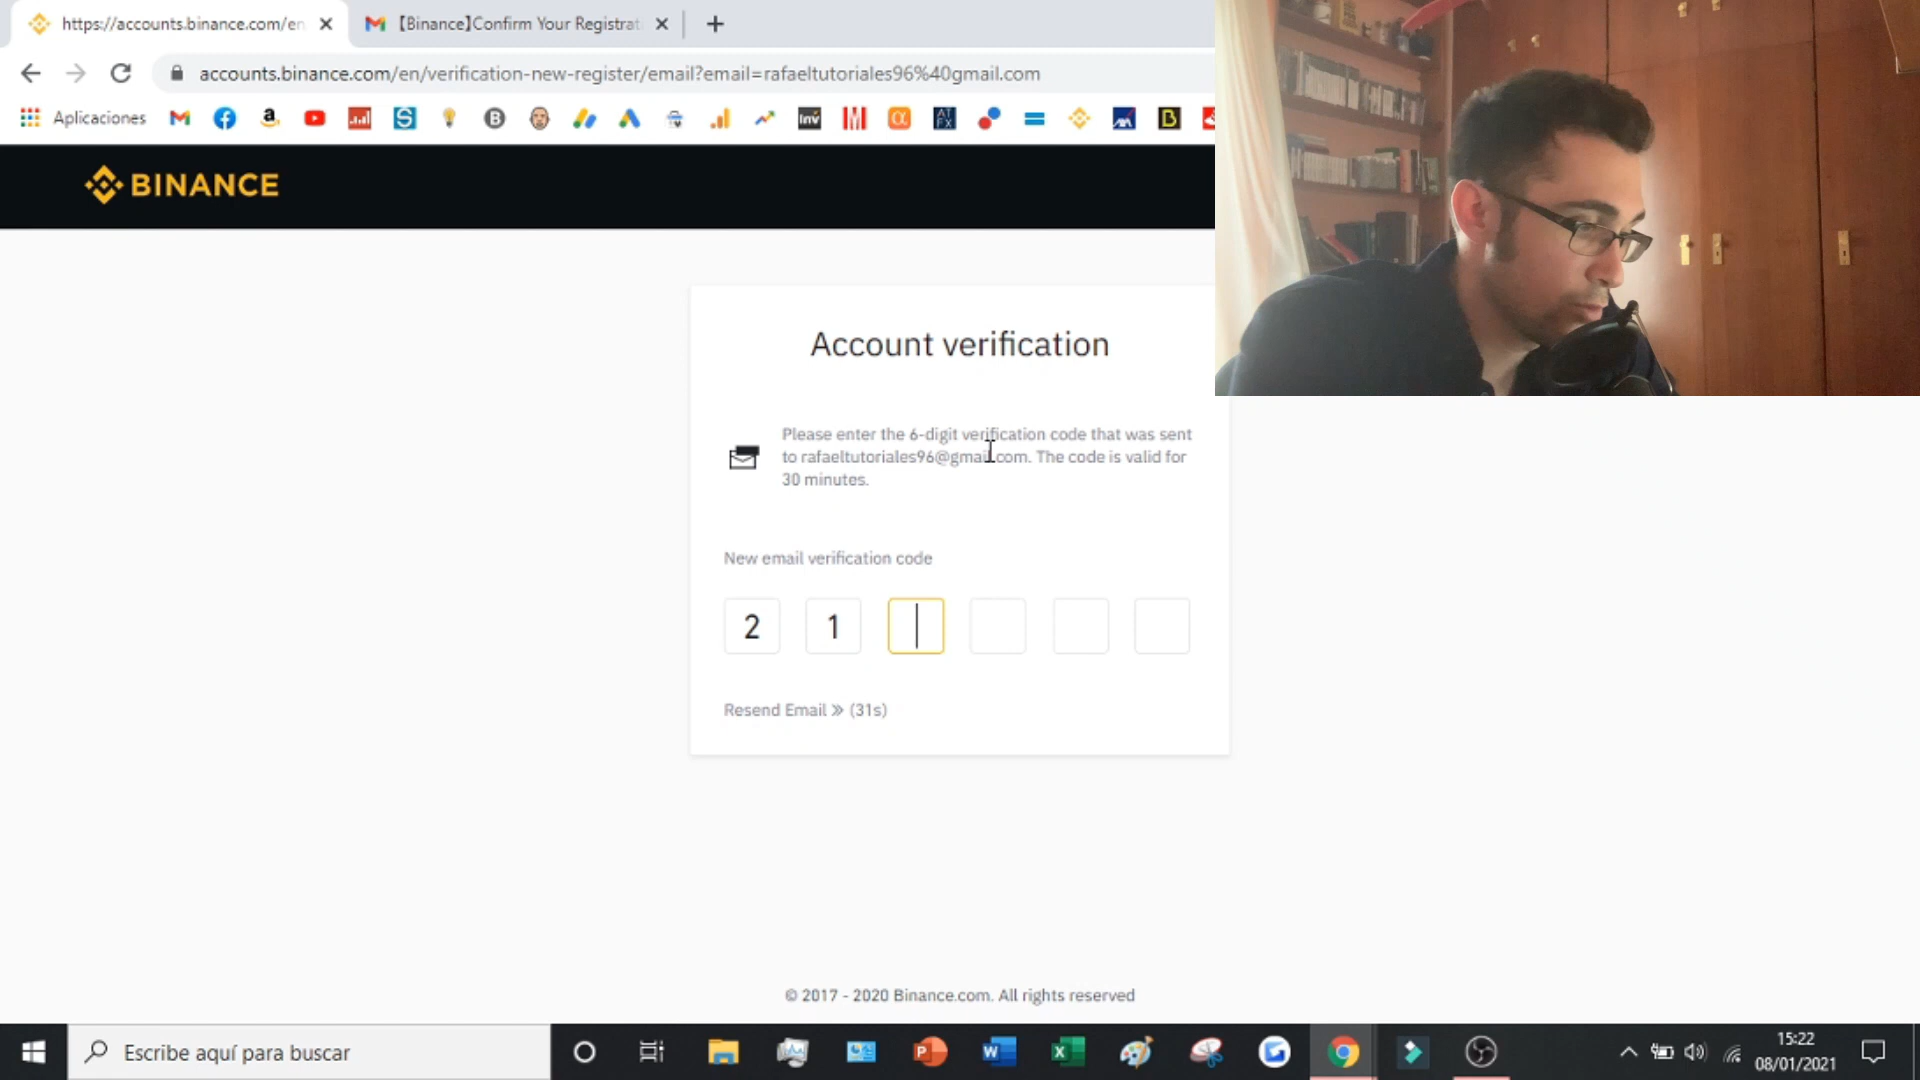 https://accounts.binance.com/en
【Binance】Confirm Your Registrat
accounts.binance.com/en/verification-new-register/email?email=rafaeltutoriales96%40gmail.com
Aplicaciones
BINANCE
Account verification
Please enter the 6-digit verification code that was sent
to rafaeltutoriales96@gmail.com. The code is valid for
30 minutes.
New email verification code
2 1
Resend Email » (31s)
© 2017 - 2020 Binance.com. All rights reserved
Escribe aquí para buscar
15:22
08/01/2021